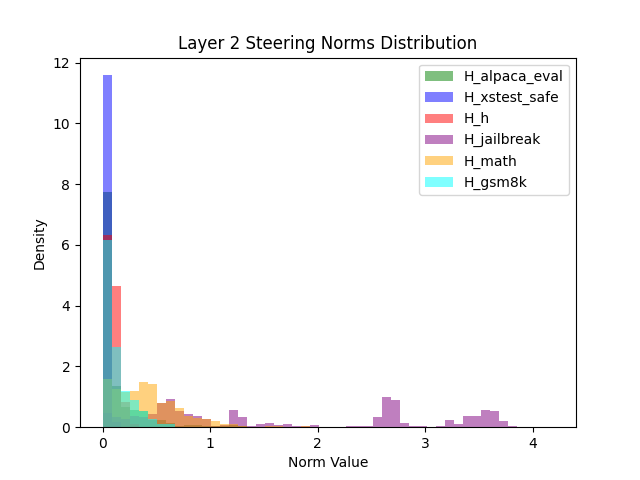 Layer 2 Steering Norms Distribution
12
10
8
6
4
2
0
Density
H_alpaca_eval
H_xstest_safe
H_h
H_jailbreak
H_math
H_gsm8k
0 1 2 3 4
Norm Value